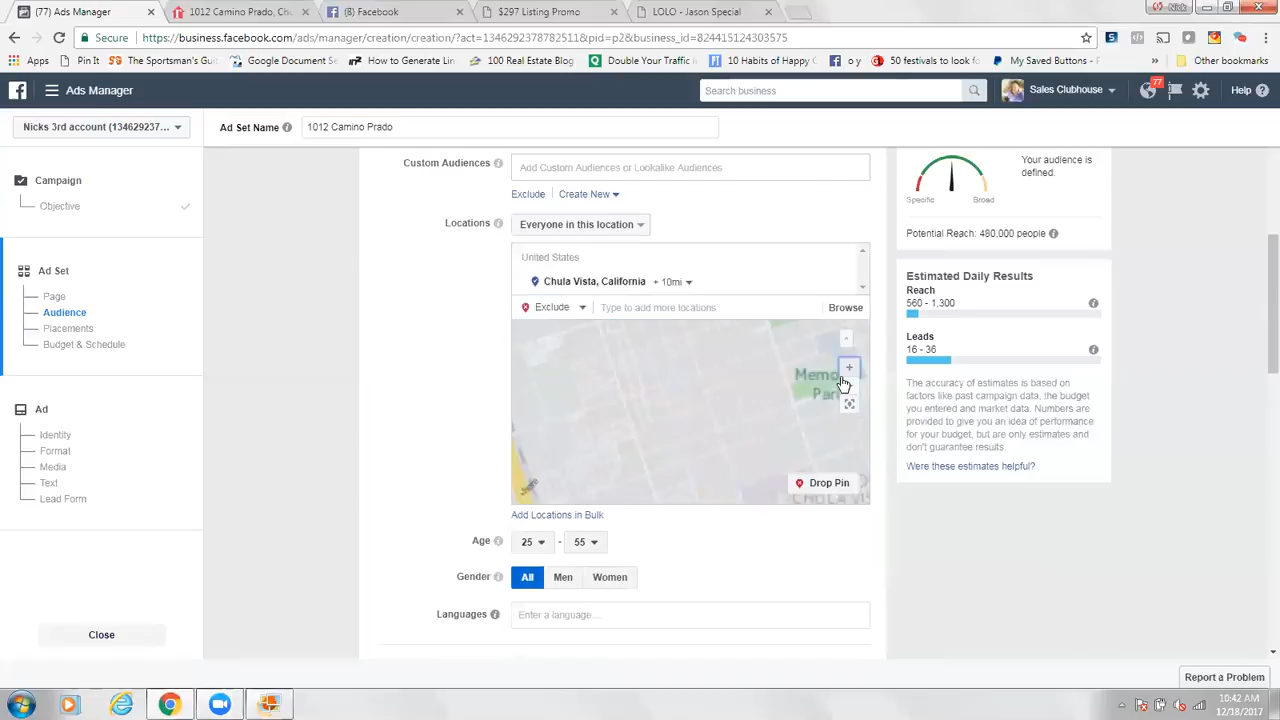 (77) Ads Manager
1012 Camino Prado, Chu
(8) Facebook
$297 Listing Promo
LOLO - Jason Special
Nick
Secure
https://business.facebook.com/ads/manager/creation/creation/?act=1346292378782511&pid=p2&business_id=824415124303575
Apps
Pin It
The Sportsman's Gui
Google Document
How to Generate Lin
100 Real Estate Blog
Double Your Traffic
10 Habits of Happy C
o y
50 festivals to look f
My Saved Buttons - P
»
Other bookmarks
Ads Manager
Search business
Sales Clubhouse
77
Help
Nicks 3rd account (134629237...
Ad Set Name
1012 Camino Prado
Campaign
Objective
Ad Set
Page
Audience
Placements
Budget & Schedule
Ad
Identity
Format
Media
Text
Lead Form
Close
Custom Audiences
Add Custom Audiences or Lookalike Audiences
Exclude
Create New
Locations
Everyone in this location
United States
Chula Vista, California + 10mi
Exclude
Type to add more locations
Browse
Drop Pin
Add Locations in Bulk
Age
25 - 55
Gender
All
Men
Women
Languages
Enter a language...
Specific
Broad
Your audience is
defined.
Potential Reach: 480,000 people
Estimated Daily Results
Reach
560 - 1,300
Leads
16 - 36
The accuracy of estimates is based on
factors like past campaign data, the budget
you entered and market data. Numbers are
provided to give you an idea of performance
for your budget, but are only estimates and
don't guarantee results.
Were these estimates helpful?
Report a Problem
10:42 AM
12/18/2017